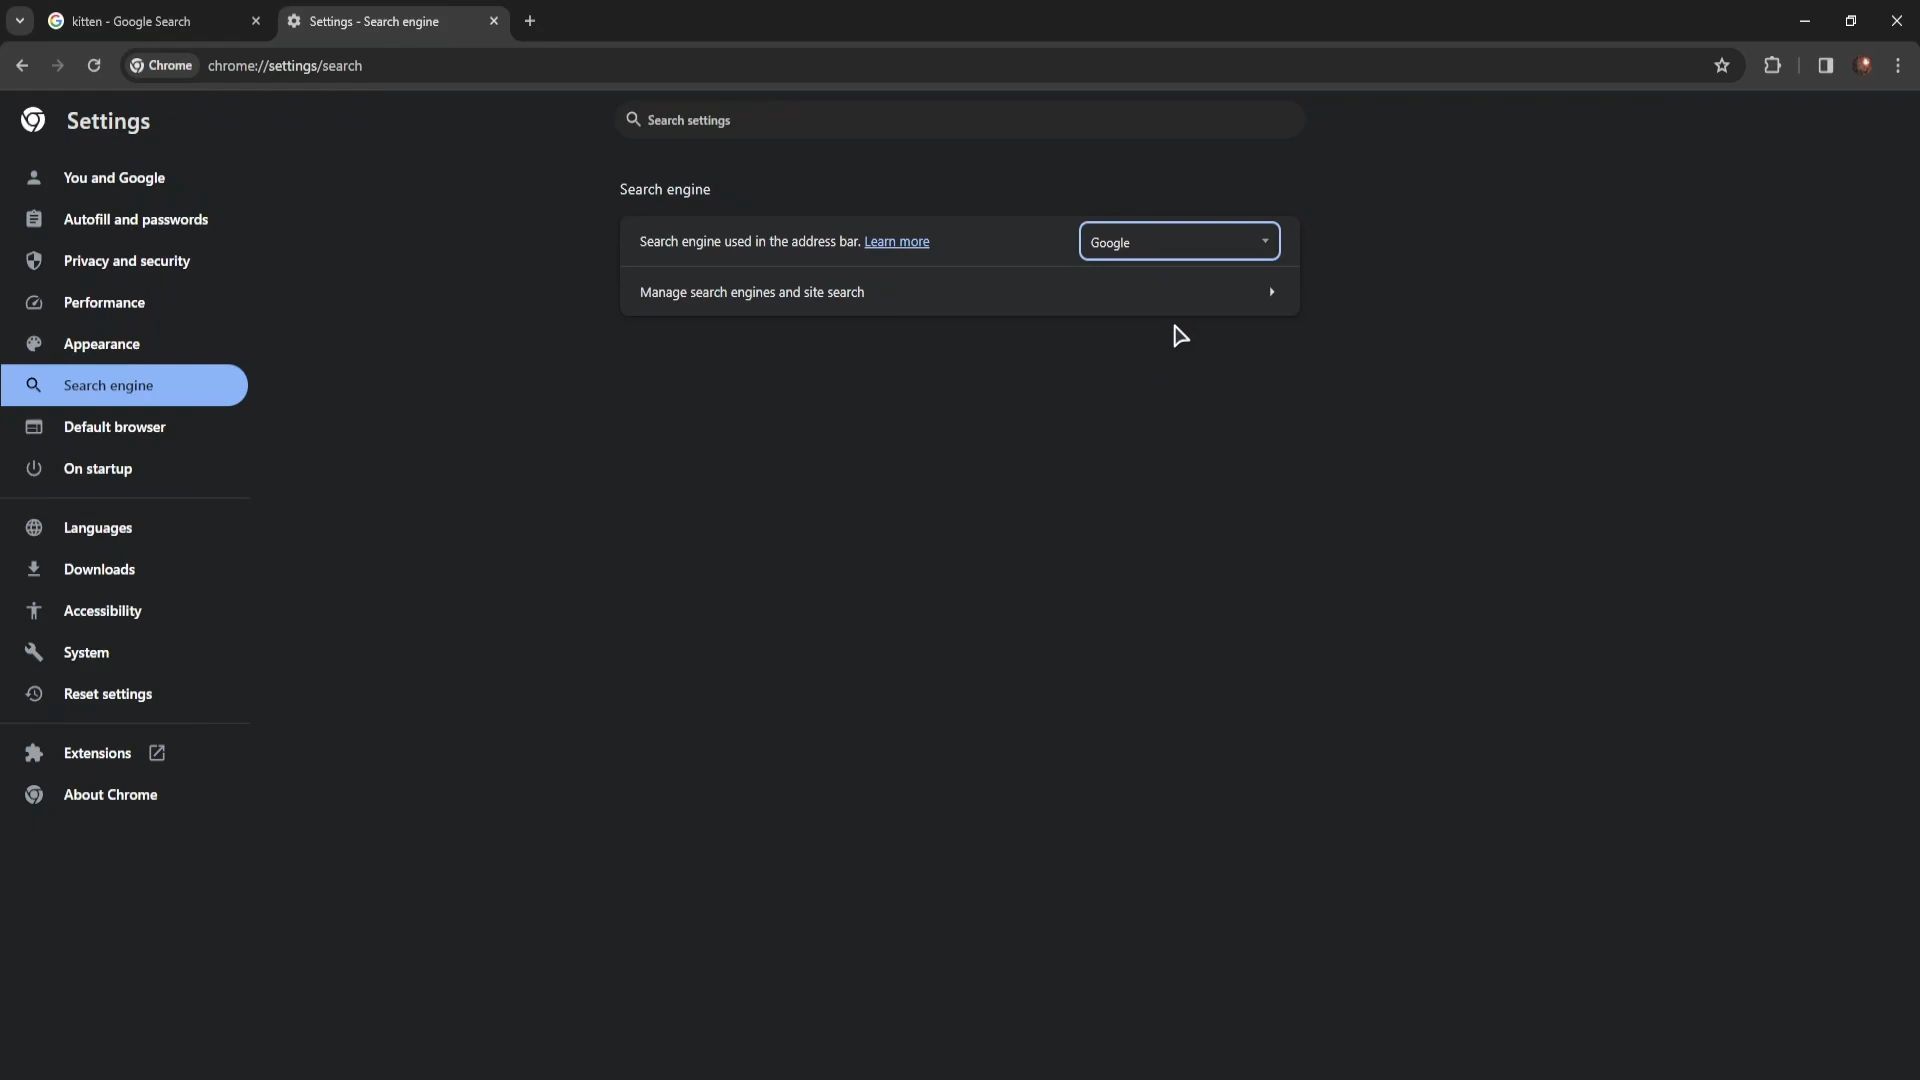 kitten - Google Search
Settings - Search engine
Chrome
chrome://settings/search
Settings
Search settings
You and Google
Autofill and passwords
Privacy and security
Performance
Appearance
Search engine
Default browser
On startup
Languages
Downloads
Accessibility
System
Reset settings
Extensions
About Chrome
Search engine
Search engine used in the address bar. Learn more
Google
Manage search engines and site search